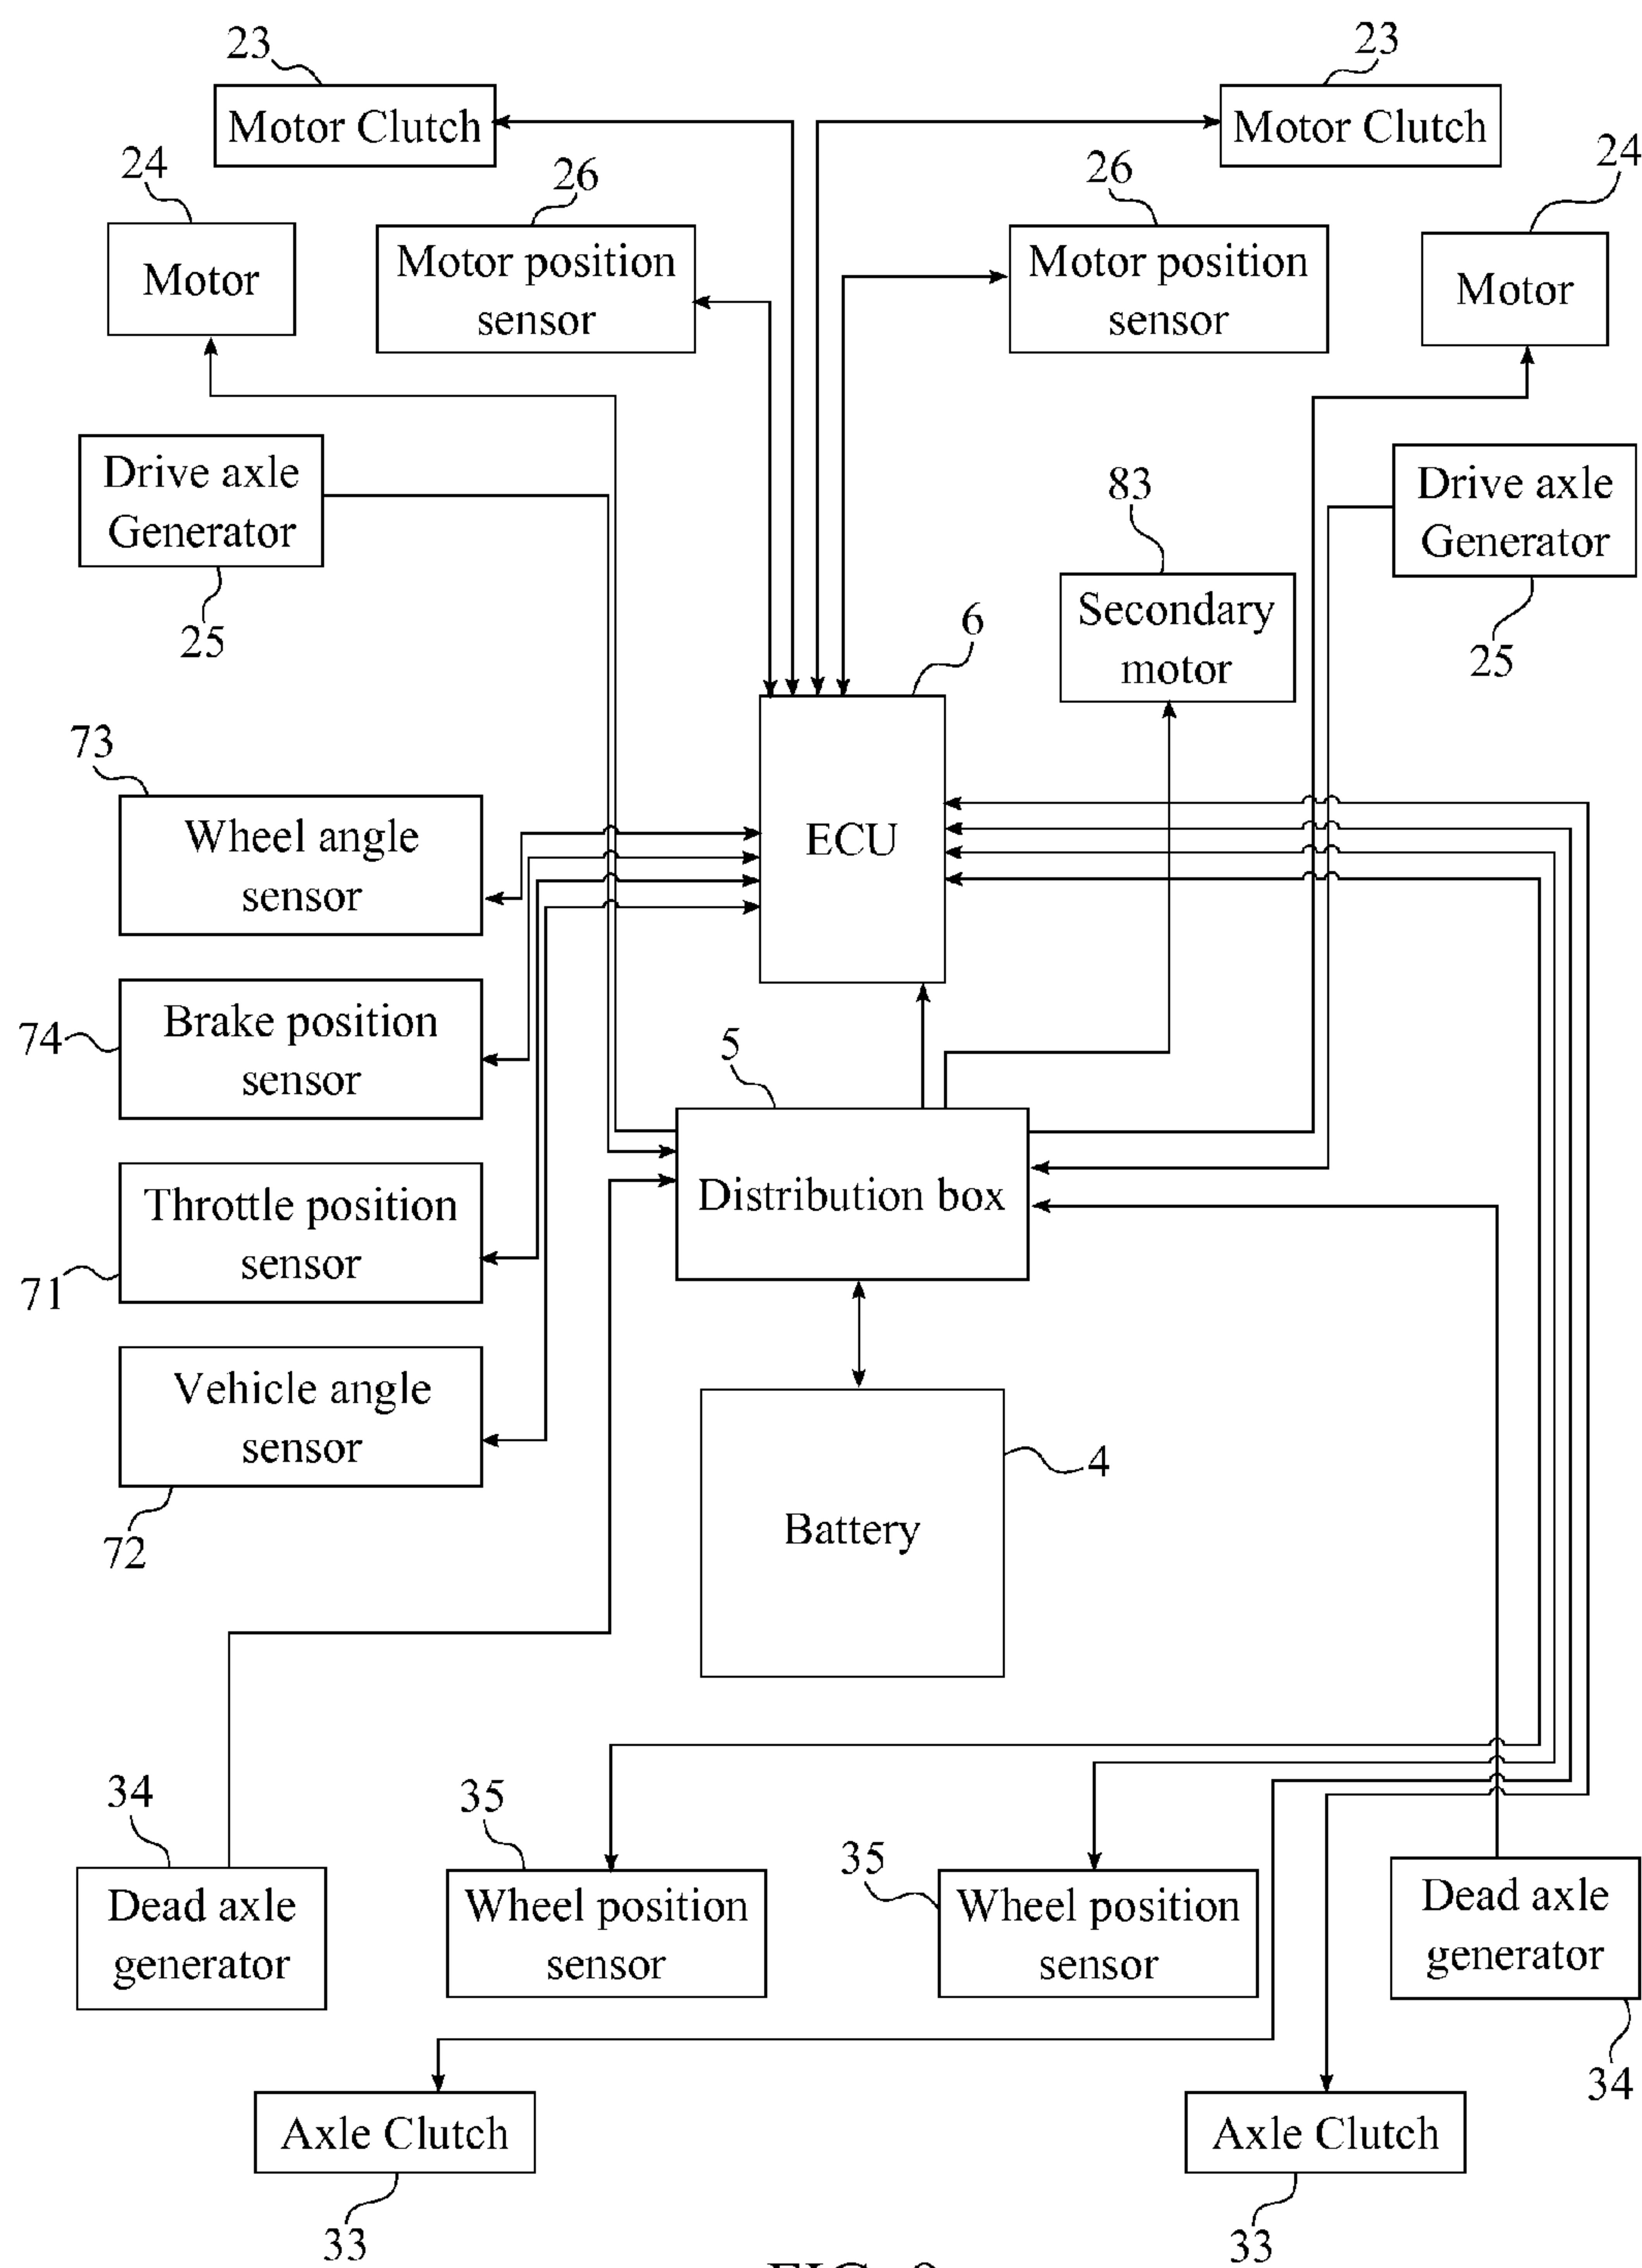 23
23
Motor Clutch
Motor Clutch
24
26
26
24
Motor
Motor position
sensor
Motor position
sensor
Motor
Drive axle
Generator
25
83
Secondary
motor
Drive axle
Generator
25
6
ECU
73
Wheel angle
sensor
74
Brake position
sensor
5
Distribution box
Throttle position
sensor
71
Vehicle angle
sensor
72
4
Battery
34
Dead axle
generator
35
Wheel position
sensor
35
Wheel position
sensor
Dead axle
generator
34
Axle Clutch
33
Axle Clutch
33